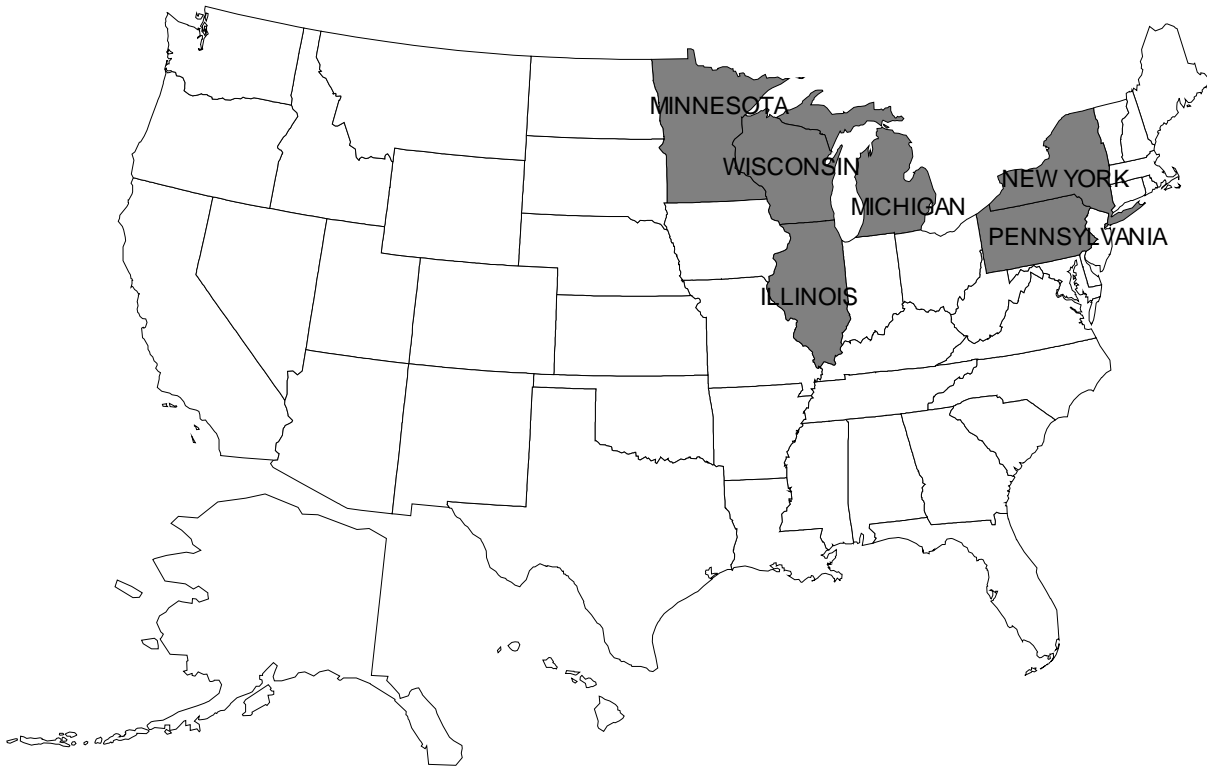 MINNESOTA
WISCONSIN
NEW YORK
MICHIGAN
PENNSYLVANIA
ILLINOIS